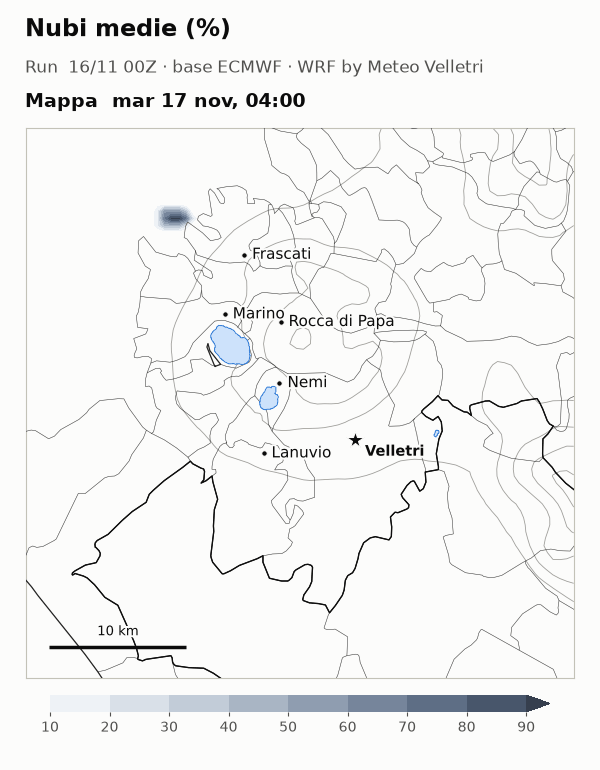 Nubi medie (%)
Run  16/11 00Z · base ECMWF · WRF by Meteo Velletri
Mappa  mar 17 nov, 04:00
Frascati
Marino
Rocca di Papa
Nemi
Velletri
Lanuvio
10 km
10 20 30 40 50 60 70 80 90